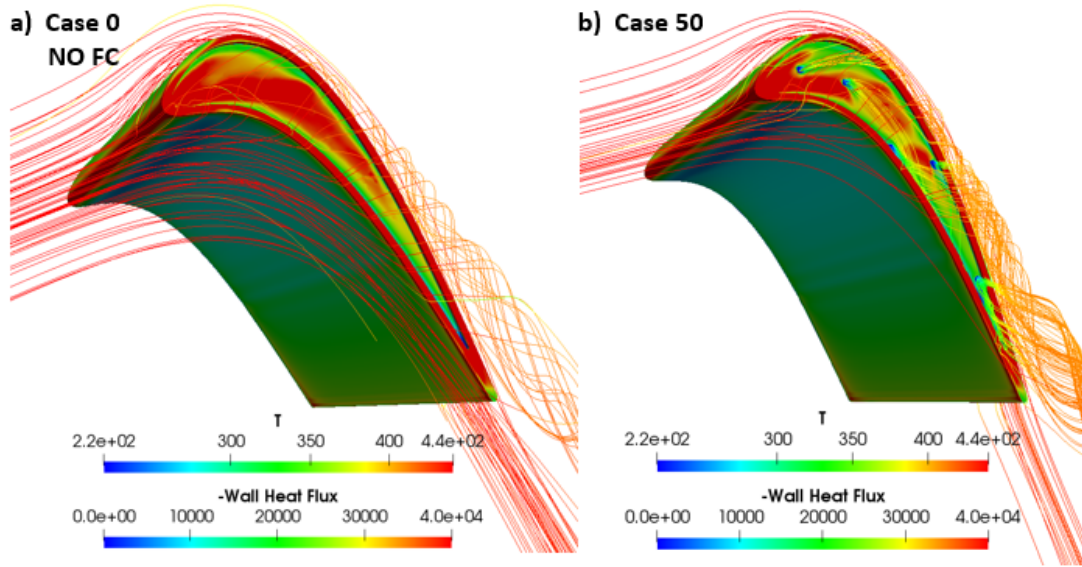 a) Case 0
NO FC
T
2.2e+02 300 350 400 4.4e+02
-Wall Heat Flux
0.0e+00 10000 20000 30000 4.0e+04
b) Case 50
T
2.2e+02 300 350 400 4.4e+02
-Wall Heat Flux
0.0e+00 10000 20000 30000 4.0e+04